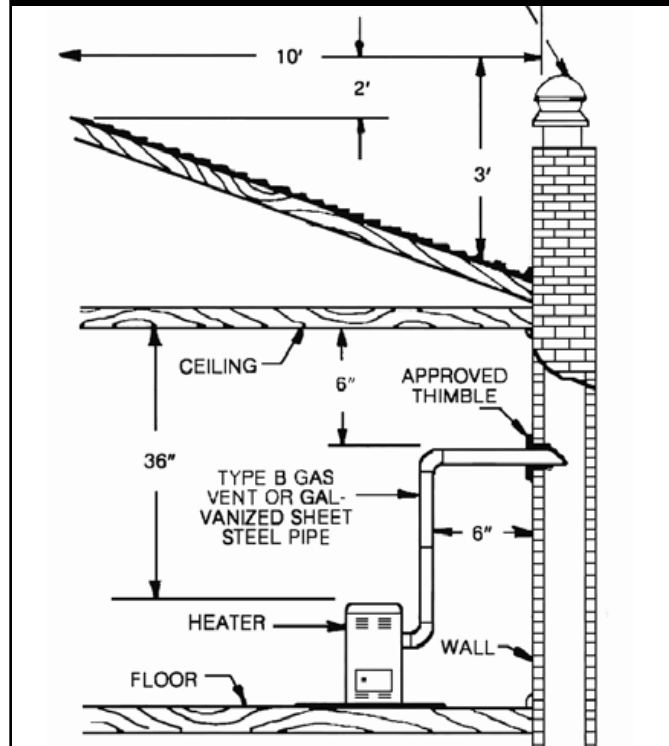 10'
2'
3'
CEILING
6"
APPROVED
THIMBLE
36"
TYPE B GAS
VENT OR GAL-
VANIZED SHEET
STEEL PIPE
6"
HEATER
WALL
FLOOR